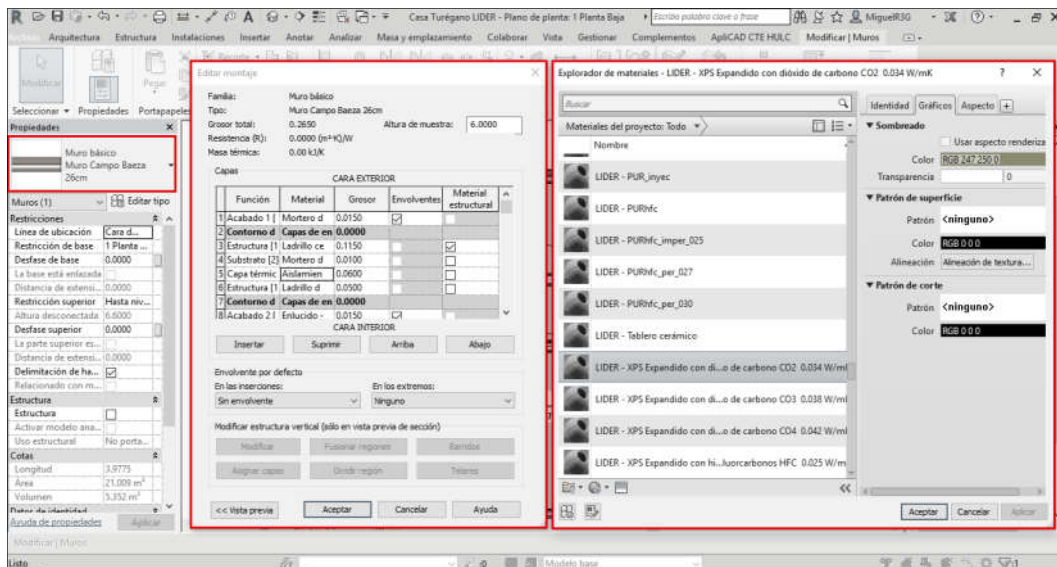 Casa Turégano LIDER - Plano de planta: 1 Planta Baja
Escriba palabra clave o frase
MiguelR3G
Arquitectura Estructura Instalaciones Insertar Anotar Analizar Masa y emplazamiento Colaborar Vista Gestionar Complementos ApliCAD CTE HULC Modificar | Muros
Modificar
Pegar
Seleccionar Propiedades Portapapeles
Propiedades
Muro básico
Muro Campo Baeza
26cm
Muros (1) Editar tipo
Restricciones
Línea de ubicación Cara d...
Restricción de base 1 Planta ...
Desfase de base 0.0000
La base está enlazada
Distancia de extensi... 0.0000
Restricción superior Hasta niv...
Altura desconectada 6.6000
Desfase superior 0.0000
La parte superior es...
Distancia de extensi... 0.0000
Delimitación de ha...
Relacionado con m...
Estructura
Estructura
Activar modelo ana...
Uso estructural No porta...
Cotas
Longitud 3.9775
Área 21.009 m²
Volumen 5.352 m³
Datos de identidad
Ayuda de propiedades Aplicar
Modificar | Muros
Listo
Editar montaje
Familia: Muro básico
Tipo: Muro Campo Baeza 26cm
Grosor total: 0.2650 Altura de muestra: 6.0000
Resistencia (R): 0.0000 (m²·K)/W
Masa térmica: 0.00 kJ/K
Capas
CARA EXTERIOR
Función Material Grosor Envolventes Material estructural
1 Acabado 1 [ Mortero d 0.0150
2 Contorno d Capas de en 0.0000
3 Estructura [1 Ladrillo ce 0.1150
4 Substrato [2] Mortero d 0.0100
5 Capa térmic Aislamien 0.0600
6 Estructura [1 Ladrillo d 0.0500
7 Contorno d Capas de en 0.0000
8 Acabado 2 [ Enlucido - 0.0150
CARA INTERIOR
Insertar Suprimir Arriba Abajo
Envolvente por defecto
En las inserciones: En los extremos:
Sin envolvente Ninguno
Modificar estructura vertical (sólo en vista previa de sección)
Modificar Fusionar regiones Barridos
Asignar capas Dividir región Telares
<< Vista previa Aceptar Cancelar Ayuda
Explorador de materiales - LIDER - XPS Expandido con dióxido de carbono CO2 0.034 W/mK ? ×
Buscar
Materiales del proyecto: Todo
Nombre
LIDER - PUR_inyec
LIDER - PURhfc
LIDER - PURhfc_imper_025
LIDER - PURhfc_per_027
LIDER - PURhfc_per_030
LIDER - Tablero cerámico
LIDER - XPS Expandido con di...o de carbono CO2 0.034 W/mK
LIDER - XPS Expandido con di...o de carbono CO3 0.038 W/mK
LIDER - XPS Expandido con di...o de carbono CO4 0.042 W/mK
LIDER - XPS Expandido con hi...luorcarbonos HFC 0.025 W/m
Identidad Gráficos Aspecto +
Sombreado
Usar aspecto renderiza
Color RGB 247 250 0
Transparencia 0
Patrón de superficie
Patrón <ninguno>
Color RGB 0 0 0
Alineación Alineación de textura...
Patrón de corte
Patrón <ninguno>
Color RGB 0 0 0
Aceptar Cancelar Aplicar
Modelo base